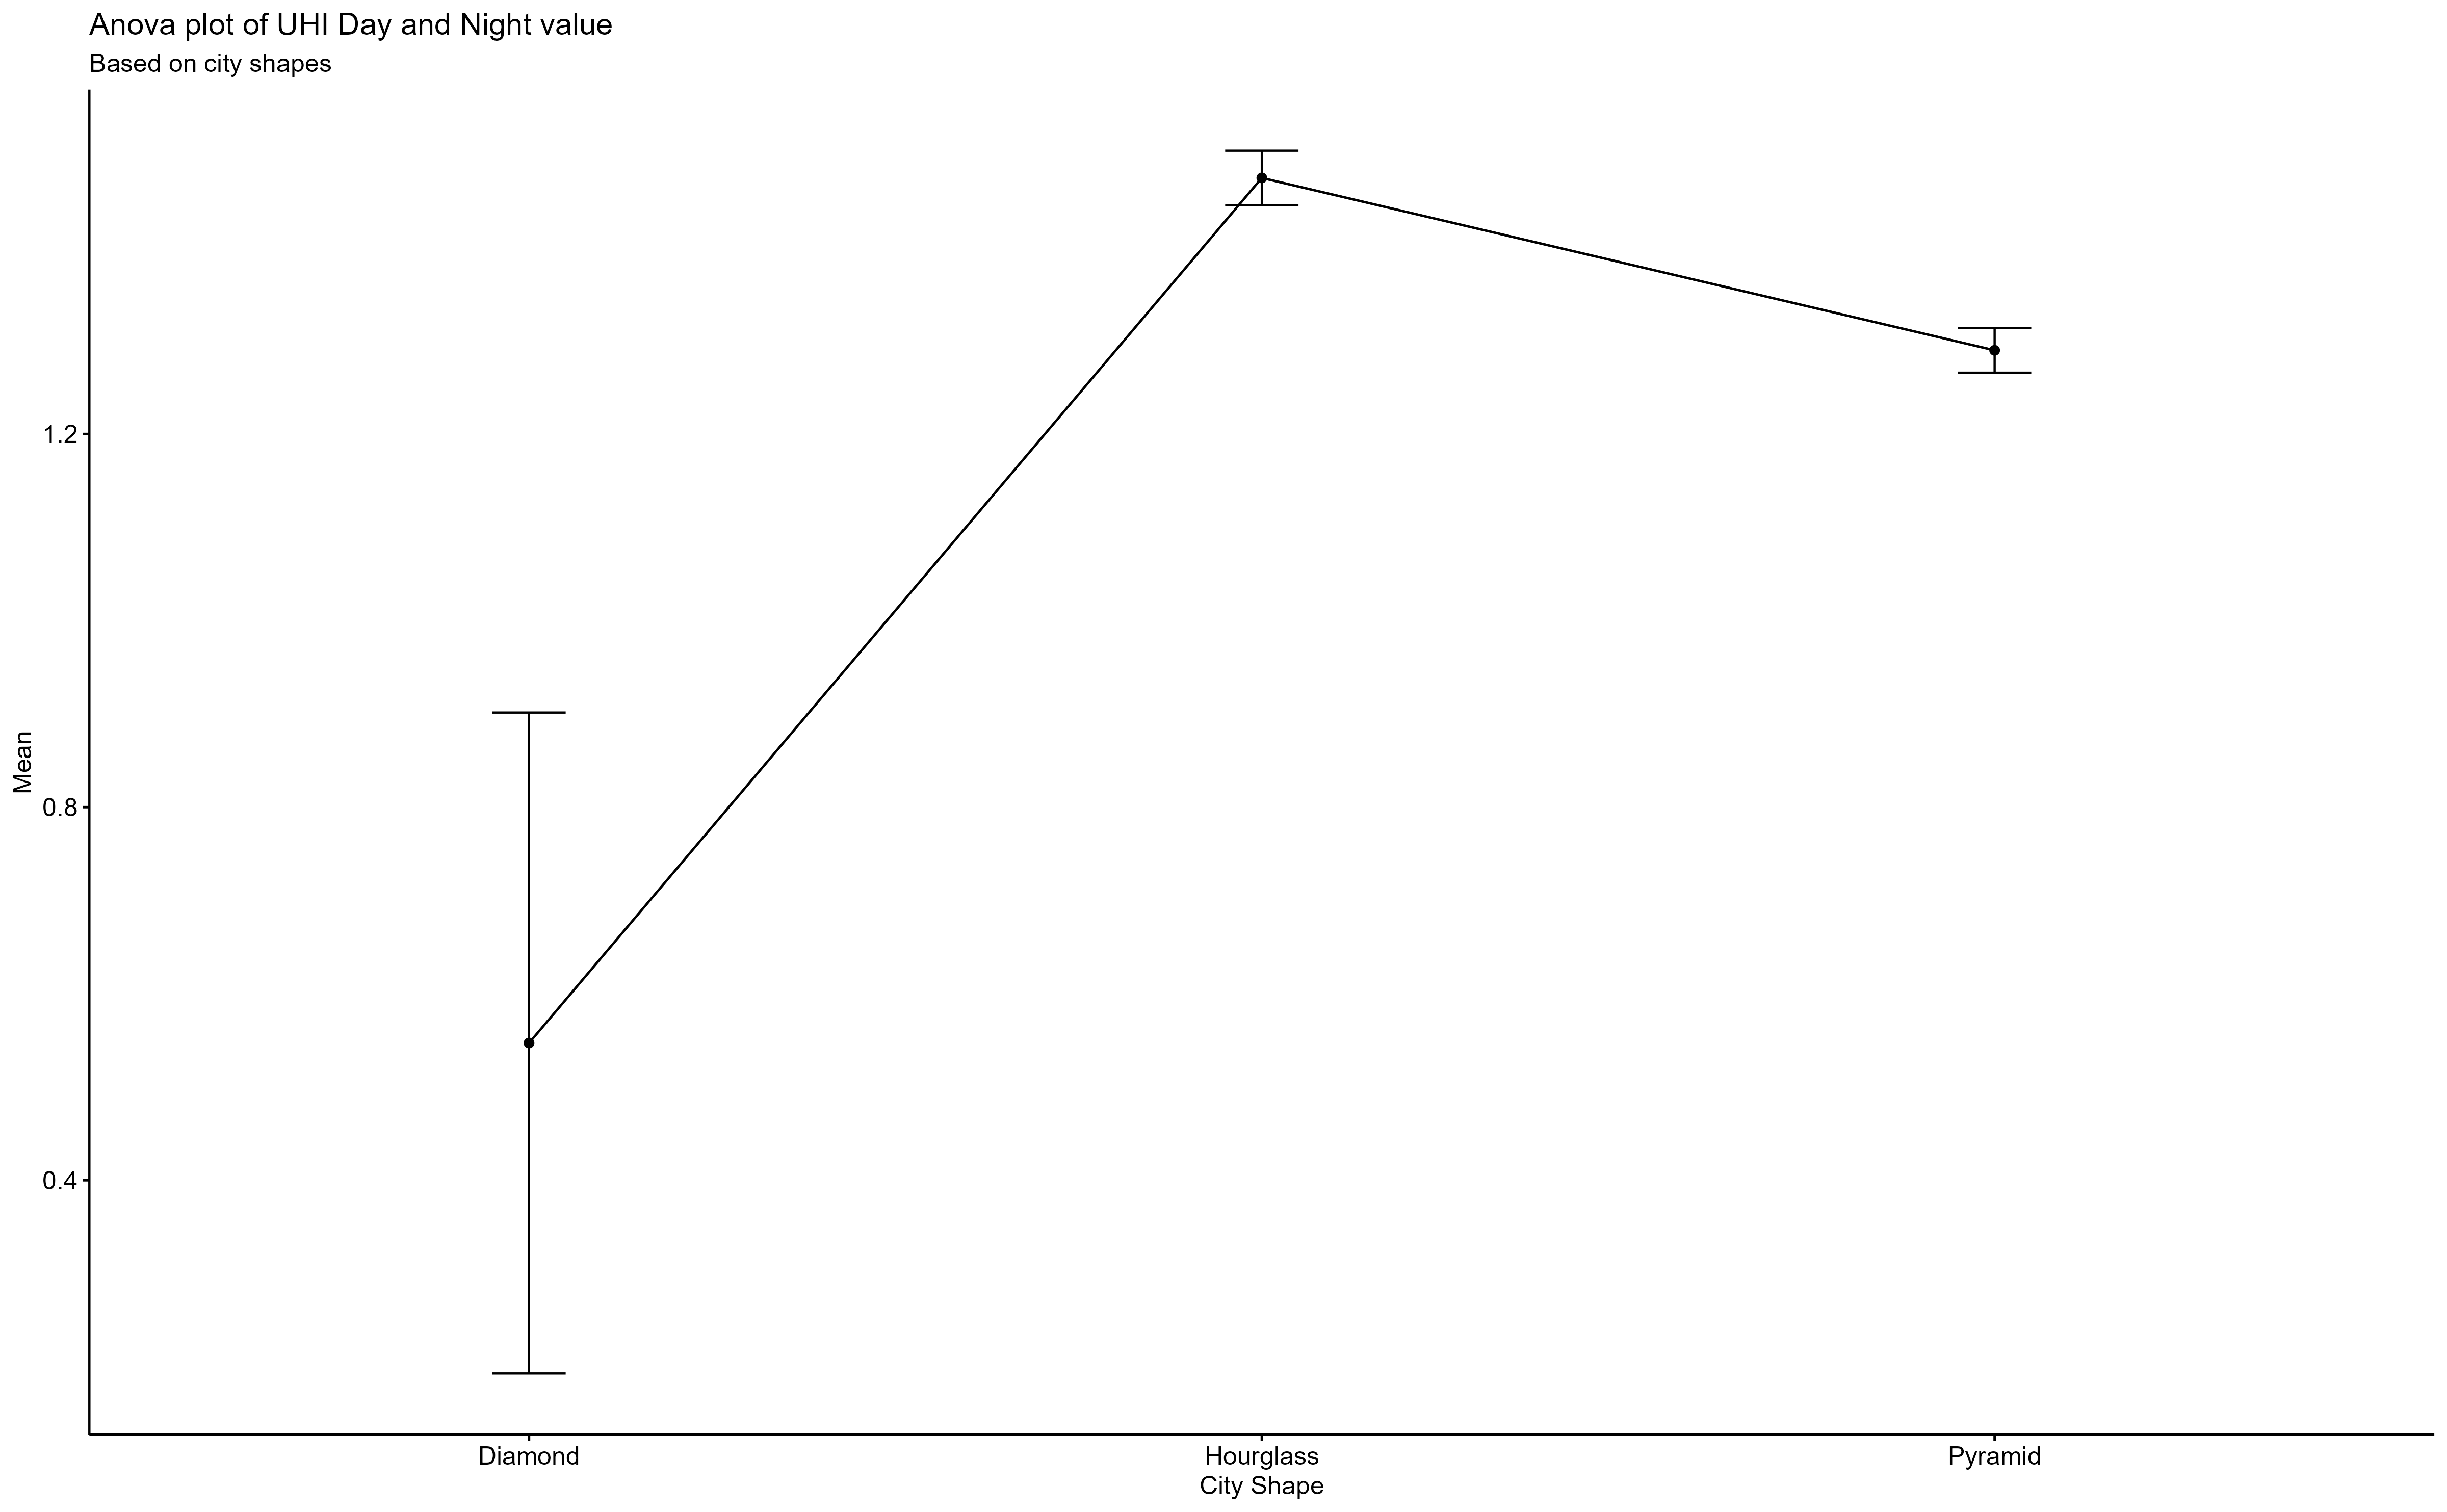 Anova plot of UHI Day and Night value
Based on city shapes
Mean
1.2
0.8
0.4
Diamond
Hourglass
Pyramid
City Shape